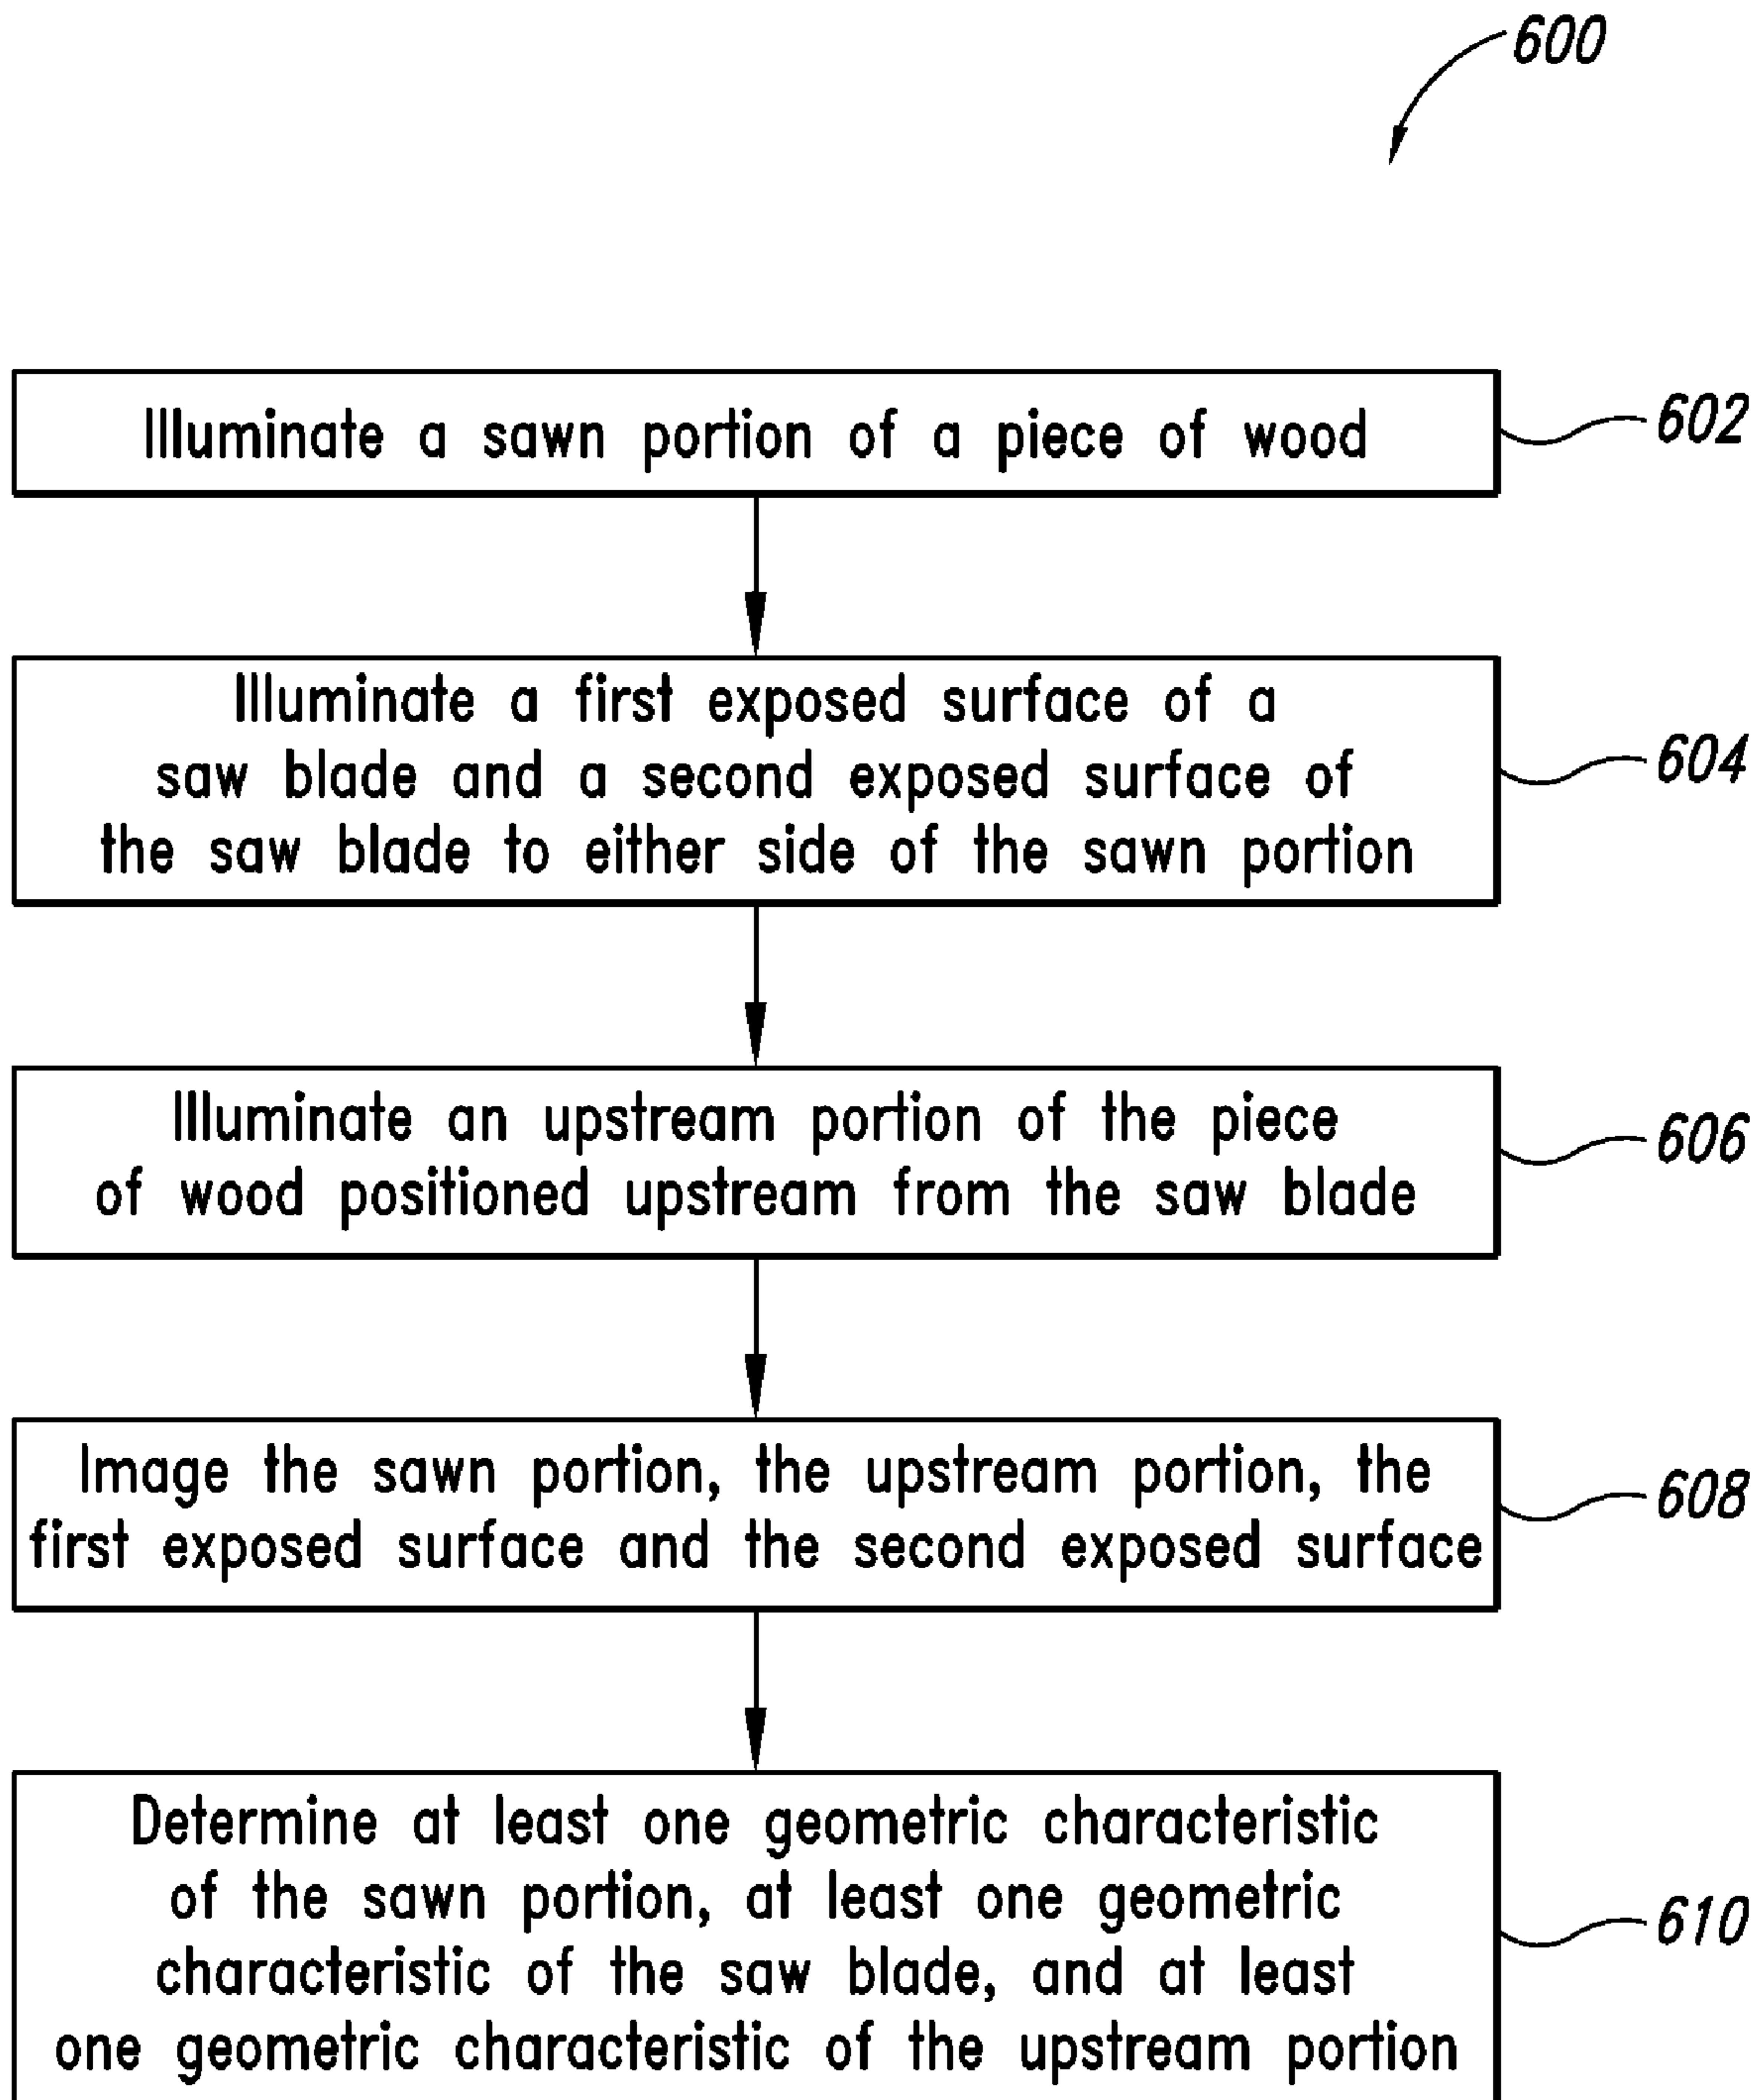 600
Illuminate a sawn portion of a piece of wood
602
Illuminate a first exposed surface of a
saw blade and a second exposed surface of
the saw blade to either side of the sawn portion
604
Illuminate an upstream portion of the piece
of wood positioned upstream from the saw blade
606
Image the sawn portion, the upstream portion, the
first exposed surface and the second exposed surface
608
Determine at least one geometric characteristic
of the sawn portion, at least one geometric
characteristic of the saw blade, and at least
one geometric characteristic of the upstream portion
610